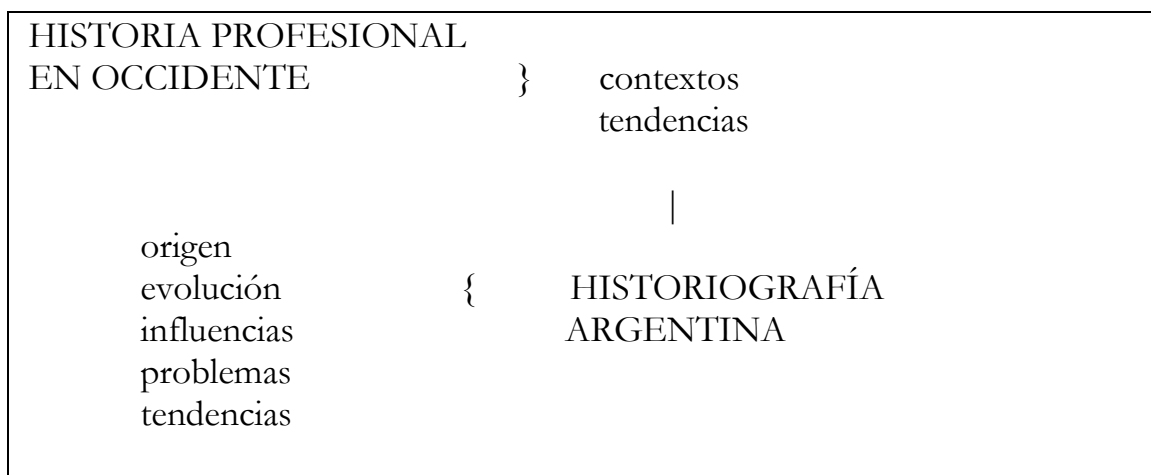 HISTORIA PROFESIONAL
EN OCCIDENTE } contextos
tendencias
|
origen
evolución { HISTORIOGRAFÍA
influencias ARGENTINA
problemas
tendencias